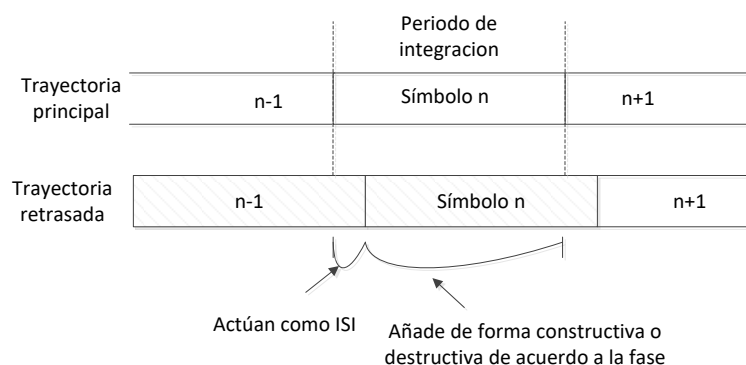 Periodo de
integracion
Trayectoria
principal
n-1
Símbolo n
n+1
Trayectoria
retrasada
n-1
Símbolo n
n+1
Actúan como ISI
Añade de forma constructiva o
destructiva de acuerdo a la fase